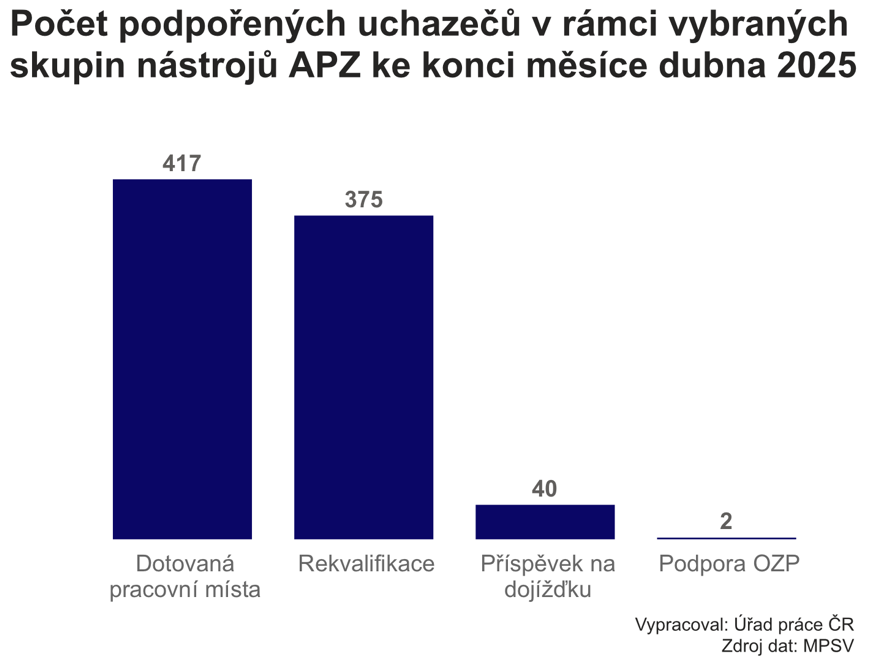 Počet podpořených uchazečů v rámci vybraných
skupin nástrojů APZ ke konci měsíce dubna 2025
417
375
40
2
Dotovaná
pracovní místa
Rekvalifikace
Příspěvek na
dojížďku
Podpora OZP
Vypracoval: Úřad práce ČR
Zdroj dat: MPSV